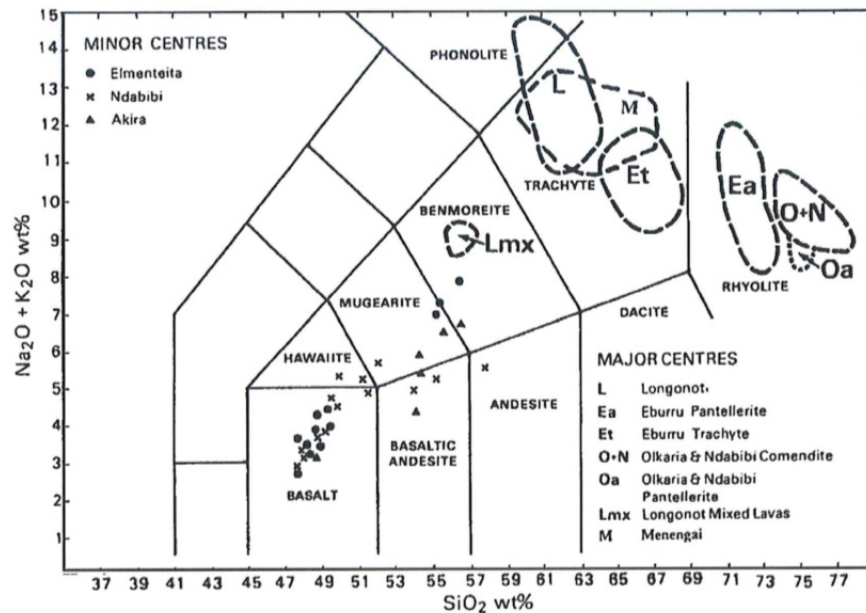 15
14
13
12
11
10
9
8
7
6
5
4
3
2
1
Na₂O + K₂O wt%
MINOR CENTRES
● Elmenteita
× Ndabibi
▲ Akira
PHONOLITE
L
M
TRACHYTE
Et
Ea
O+N
Oa
RHYOLITE
BENMOREITE
Lmx
MUGEARITE
HAWAIITE
DACITE
ANDESITE
BASALTIC
ANDESITE
BASALT
MAJOR CENTRES
L Longonot
Ea Eburru Pantellerite
Et Eburru Trachyte
O+N Olkaria & Ndabibi Comendite
Oa Olkaria & Ndabibi
Pantellerite
Lmx Longonot Mixed Lavas
M Menengai
37 39 41 43 45 47 49 51 53 55 57 59 61 63 65 67 69 71 73 75 77
SiO₂ wt%